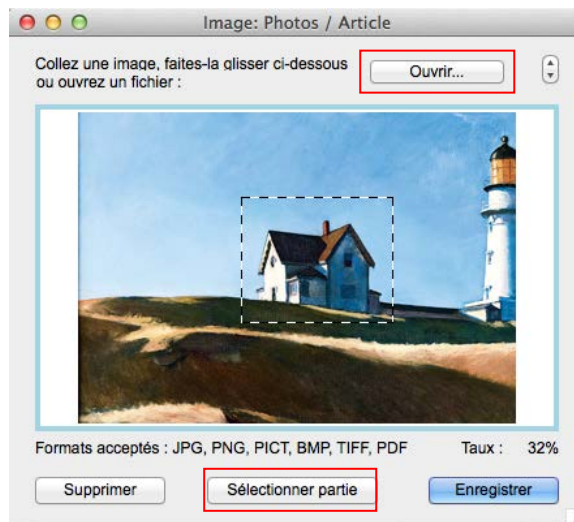 Image: Photos / Article
Collez une image, faites-la glisser ci-dessous
ou ouvrez un fichier :
Ouvrir...
Formats acceptés : JPG, PNG, PICT, BMP, TIFF, PDF
Taux : 32%
Supprimer
Sélectionner partie
Enregistrer